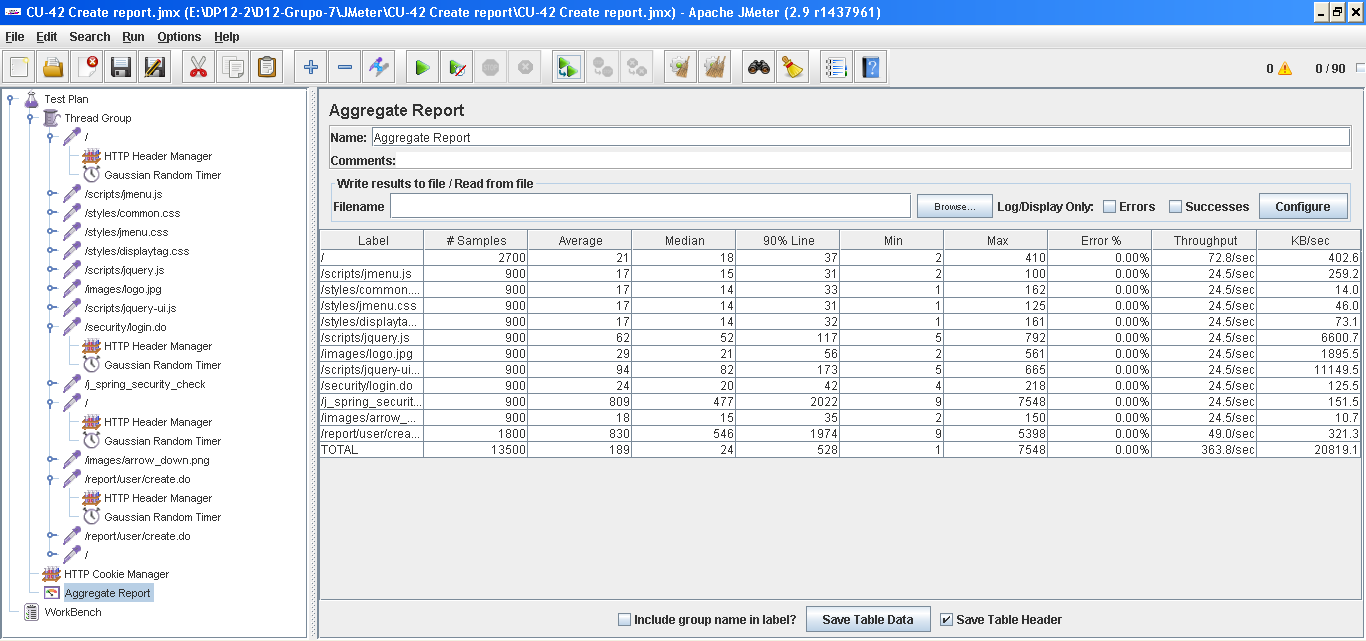 CU-42 Create report.jmx (E:\DP12-2\D12-Grupo-7\JMeter\CU-42 Create report\CU-42 Create report.jmx) - Apache JMeter (2.9 r1437961)
File Edit Search Run Options Help
0 0 / 90
Test Plan
Thread Group
/
HTTP Header Manager
Gaussian Random Timer
/scripts/jmenu.js
/styles/common.css
/styles/jmenu.css
/styles/displaytag.css
/scripts/jquery.js
/images/logo.jpg
/scripts/jquery-ui.js
/security/login.do
HTTP Header Manager
Gaussian Random Timer
/j_spring_security_check
/
HTTP Header Manager
Gaussian Random Timer
/images/arrow_down.png
/report/user/create.do
HTTP Header Manager
Gaussian Random Timer
/report/user/create.do
/
HTTP Cookie Manager
Aggregate Report
WorkBench
Aggregate Report
Name: Aggregate Report
Comments:
Write results to file / Read from file
Filename Browse... Log/Display Only: Errors Successes Configure
Label # Samples Average Median 90% Line Min Max Error % Throughput KB/sec
/ 2700 21 18 37 2 410 0.00% 72.8/sec 402.6
/scripts/jmenu.js 900 17 15 31 2 100 0.00% 24.5/sec 259.2
/styles/common.... 900 17 14 33 1 162 0.00% 24.5/sec 14.0
/styles/jmenu.css 900 17 14 31 1 125 0.00% 24.5/sec 46.0
/styles/displayta... 900 17 14 32 1 161 0.00% 24.5/sec 73.1
/scripts/jquery.js 900 62 52 117 5 792 0.00% 24.5/sec 6600.7
/images/logo.jpg 900 29 21 56 2 561 0.00% 24.5/sec 1895.5
/scripts/jquery-ui... 900 94 82 173 5 665 0.00% 24.5/sec 11149.5
/security/login.do 900 24 20 42 4 218 0.00% 24.5/sec 125.5
/j_spring_securit... 900 809 477 2022 9 7548 0.00% 24.5/sec 151.5
/images/arrow_... 900 18 15 35 2 150 0.00% 24.5/sec 10.7
/report/user/crea... 1800 830 546 1974 9 5398 0.00% 49.0/sec 321.3
TOTAL 13500 189 24 528 1 7548 0.00% 363.8/sec 20819.1
Include group name in label? Save Table Data Save Table Header